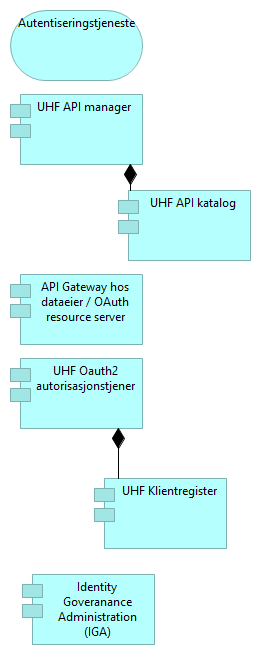 Autentiseringstjeneste
UHF API manager
UHF API katalog
API Gateway hos
dataeier / OAuth
resource server
UHF Oauth2
autorisasjonstjener
UHF Klientregister
Identity
Goveranance
Administration
(IGA)